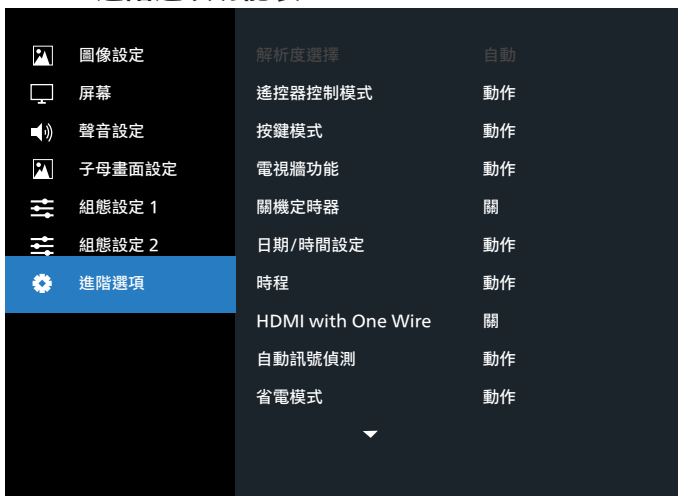 圖像設定
屏幕
聲音設定
子母畫面設定
組態設定 1
組態設定 2
進階選項
解析度選擇 自動
遙控器控制模式 動作
按鍵模式 動作
電視牆功能 動作
關機定時器 關
日期/時間設定 動作
時程 動作
HDMI with One Wire 關
自動訊號偵測 動作
省電模式 動作